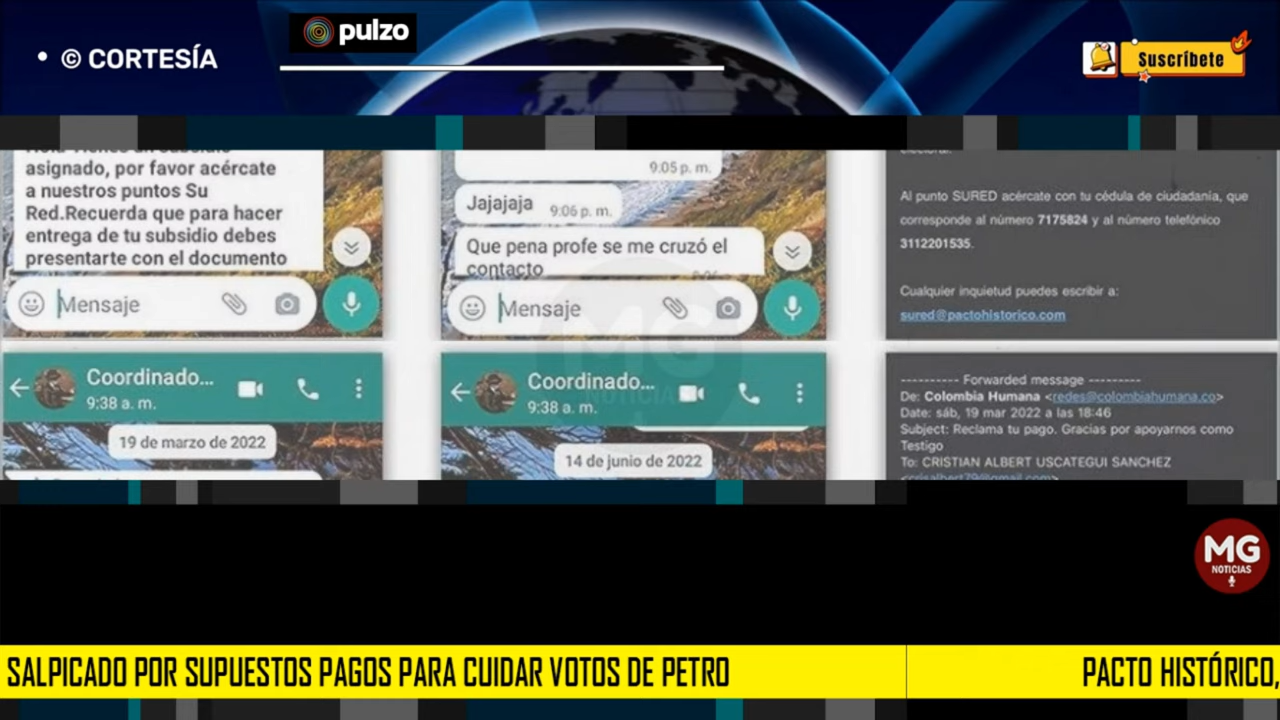 • © CORTESÍA
pulzo
Suscríbete
asignado, por favor acércate
a nuestros puntos Su
Red.Recuerda que para hacer
entrega de tu subsidio debes
presentarte con el documento
Mensaje
9:05 p. m.
Jajajaja 9:06 p. m.
Que pena profe se me cruzó el
contacto
Mensaje
electoral.
Al punto SURED acércate con tu cédula de ciudadanía, que
corresponde al número 7175824 y al número telefónico
3112201535.
Cualquier inquietud puedes escribir a:
sured@pactohistorico.com
Coordinado...
9:38 a. m.
19 de marzo de 2022
Coordinado...
9:38 a. m.
14 de junio de 2022
---------- Forwarded message ---------
De: Colombia Humana <redes@colombiahumana.co>
Date: sáb, 19 mar 2022 a las 18:46
Subject: Reclama tu pago. Gracias por apoyarnos como
Testigo
To: CRISTIAN ALBERT USCATEGUI SANCHEZ
<crisalbert79@gmail.com>
MG
NOTICIAS
MG
NOTICIAS
SALPICADO POR SUPUESTOS PAGOS PARA CUIDAR VOTOS DE PETRO
PACTO HISTÓRICO,